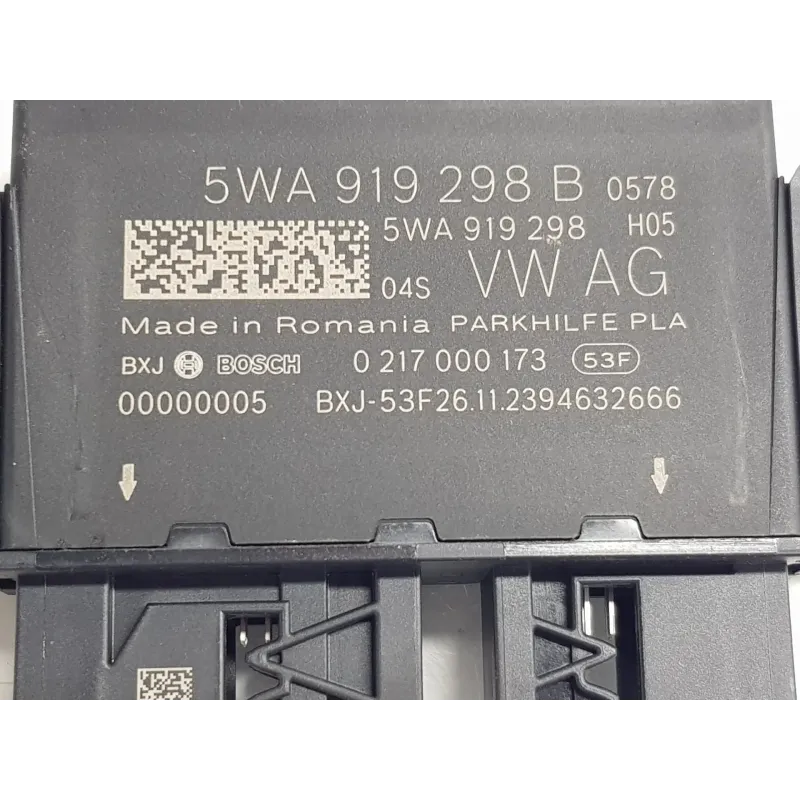 5WA 919 298 B 0578
5WA 919 298 H05
04S VW AG
Made in Romania PARKHILFE PLA
BXJ BOSCH 0 217 000 173 53F
00000005 BXJ-53F26.11.2394632666